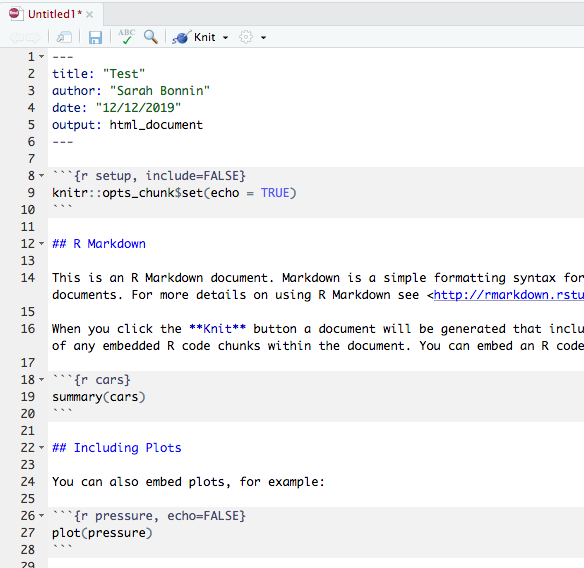 Untitled1*
ABC Knit
1 ---
2 title: "Test"
3 author: "Sarah Bonnin"
4 date: "12/12/2019"
5 output: html_document
6 ---
7
8 ```{r setup, include=FALSE}
9 knitr::opts_chunk$set(echo = TRUE)
10 ```
11
12 ## R Markdown
13
14 This is an R Markdown document. Markdown is a simple formatting syntax for
documents. For more details on using R Markdown see <http://rmarkdown.rstu
15
16 When you click the **Knit** button a document will be generated that inclu
of any embedded R code chunks within the document. You can embed an R code
17
18 ```{r cars}
19 summary(cars)
20 ```
21
22 ## Including Plots
23
24 You can also embed plots, for example:
25
26 ```{r pressure, echo=FALSE}
27 plot(pressure)
28 ```
29